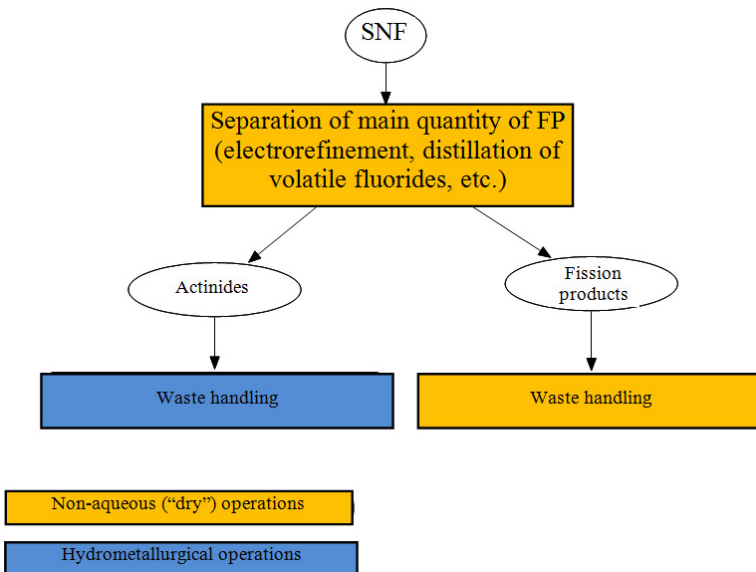 SNF
Separation of main quantity of FP
(electrorefinement, distillation of
volatile fluorides, etc.)
Actinides
Fission
products
Waste handling
Waste handling
Non-aqueous (“dry”) operations
Hydrometallurgical operations